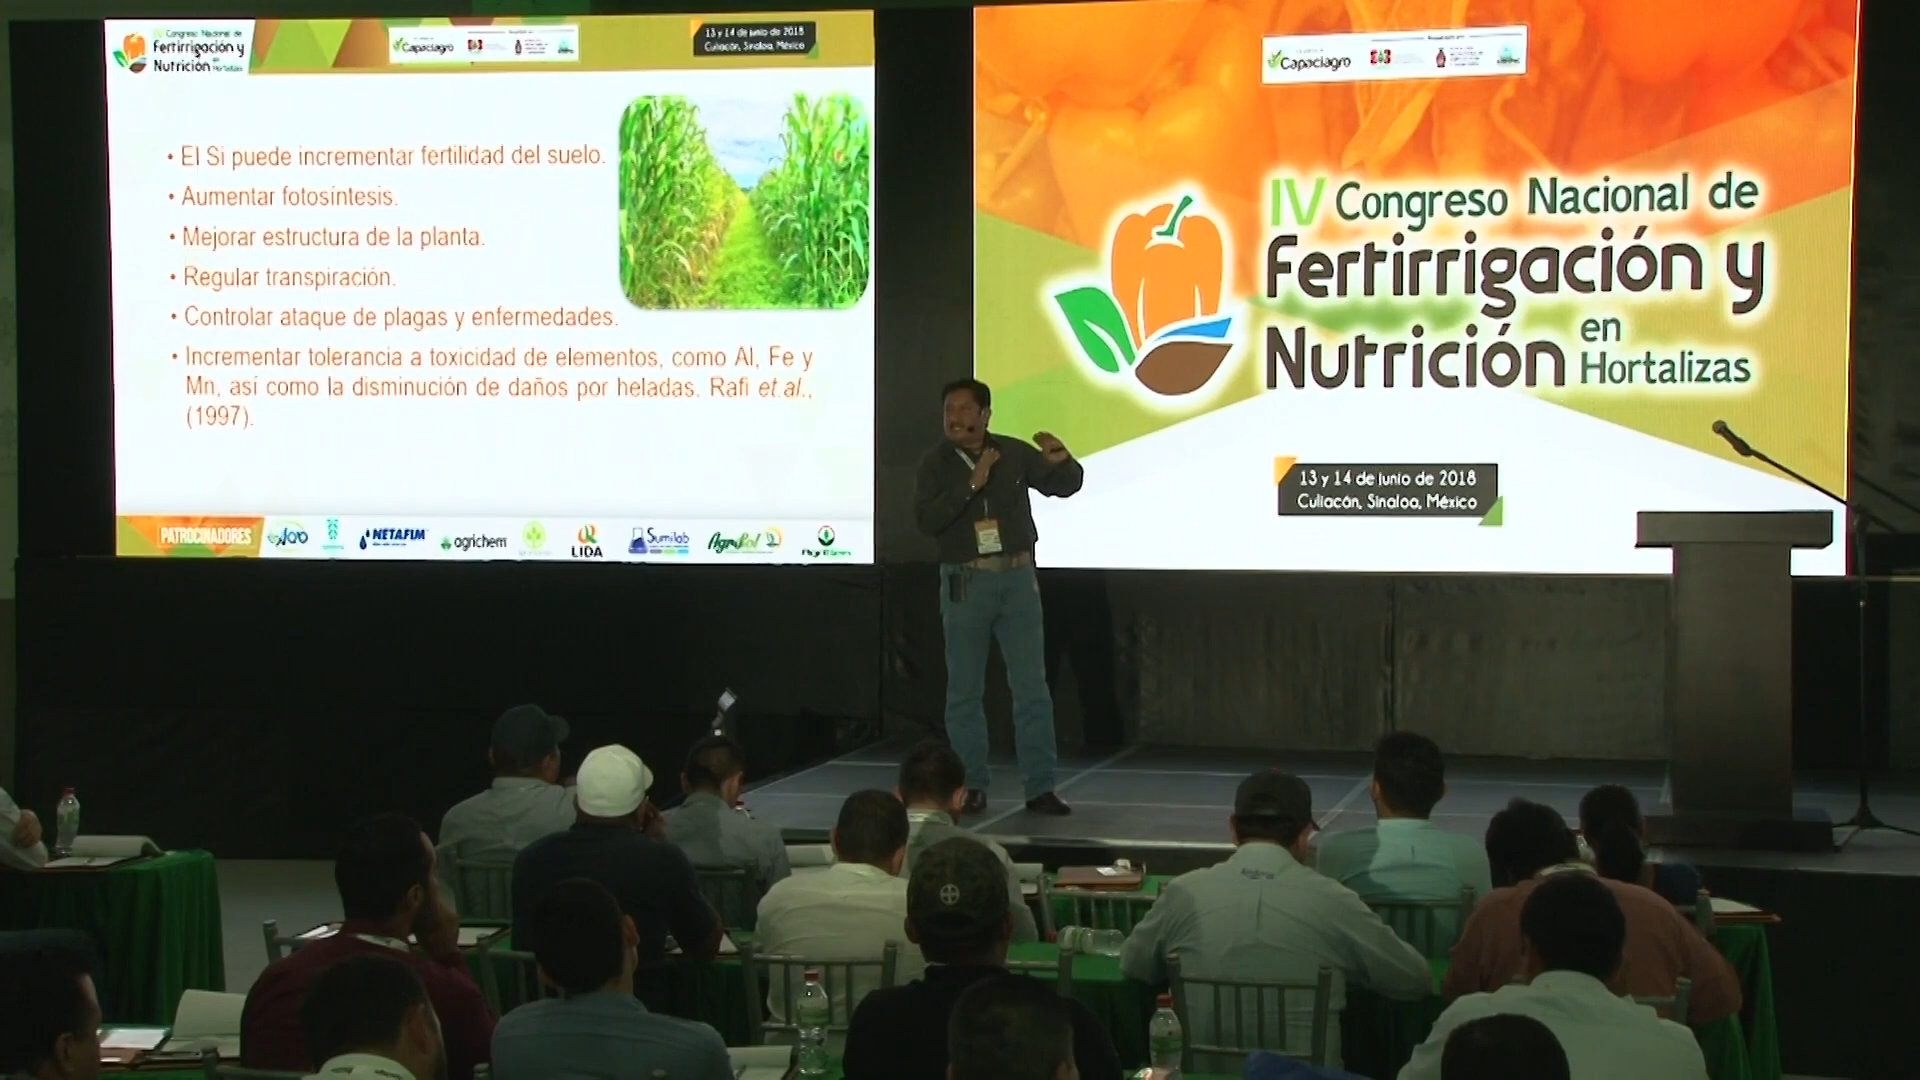 IV Congreso Nacional de
Fertirrigación y
Nutrición en
Hortalizas
Capaciagro
13 y 14 de junio de 2018
Culiacán, Sinaloa, México
• El Si puede incrementar fertilidad del suelo.
• Aumentar fotosíntesis.
• Mejorar estructura de la planta.
• Regular transpiración.
• Controlar ataque de plagas y enfermedades.
• Incrementar tolerancia a toxicidad de elementos, como Al, Fe y
Mn, así como la disminución de daños por heladas. Rafi et.al.,
(1997).
PATROCINADORES
NETAFIM
agrichem
LIDA
Sumilab
AgroSol
Capaciagro
IV Congreso Nacional de
Fertirrigación y
Nutrición en
Hortalizas
13 y 14 de junio de 2018
Culiacán, Sinaloa, México